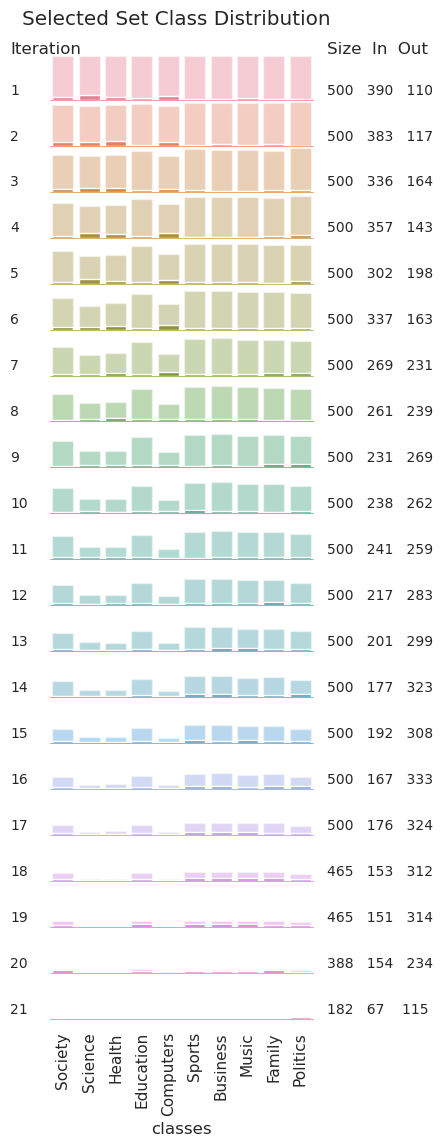 Selected Set Class Distribution
Iteration Size In Out
1 500 390 110
2 500 383 117
3 500 336 164
4 500 357 143
5 500 302 198
6 500 337 163
7 500 269 231
8 500 261 239
9 500 231 269
10 500 238 262
11 500 241 259
12 500 217 283
13 500 201 299
14 500 177 323
15 500 192 308
16 500 167 333
17 500 176 324
18 465 153 312
19 465 151 314
20 388 154 234
21 182 67 115
Society Science Health Education Computers Sports Business Music Family Politics
classes